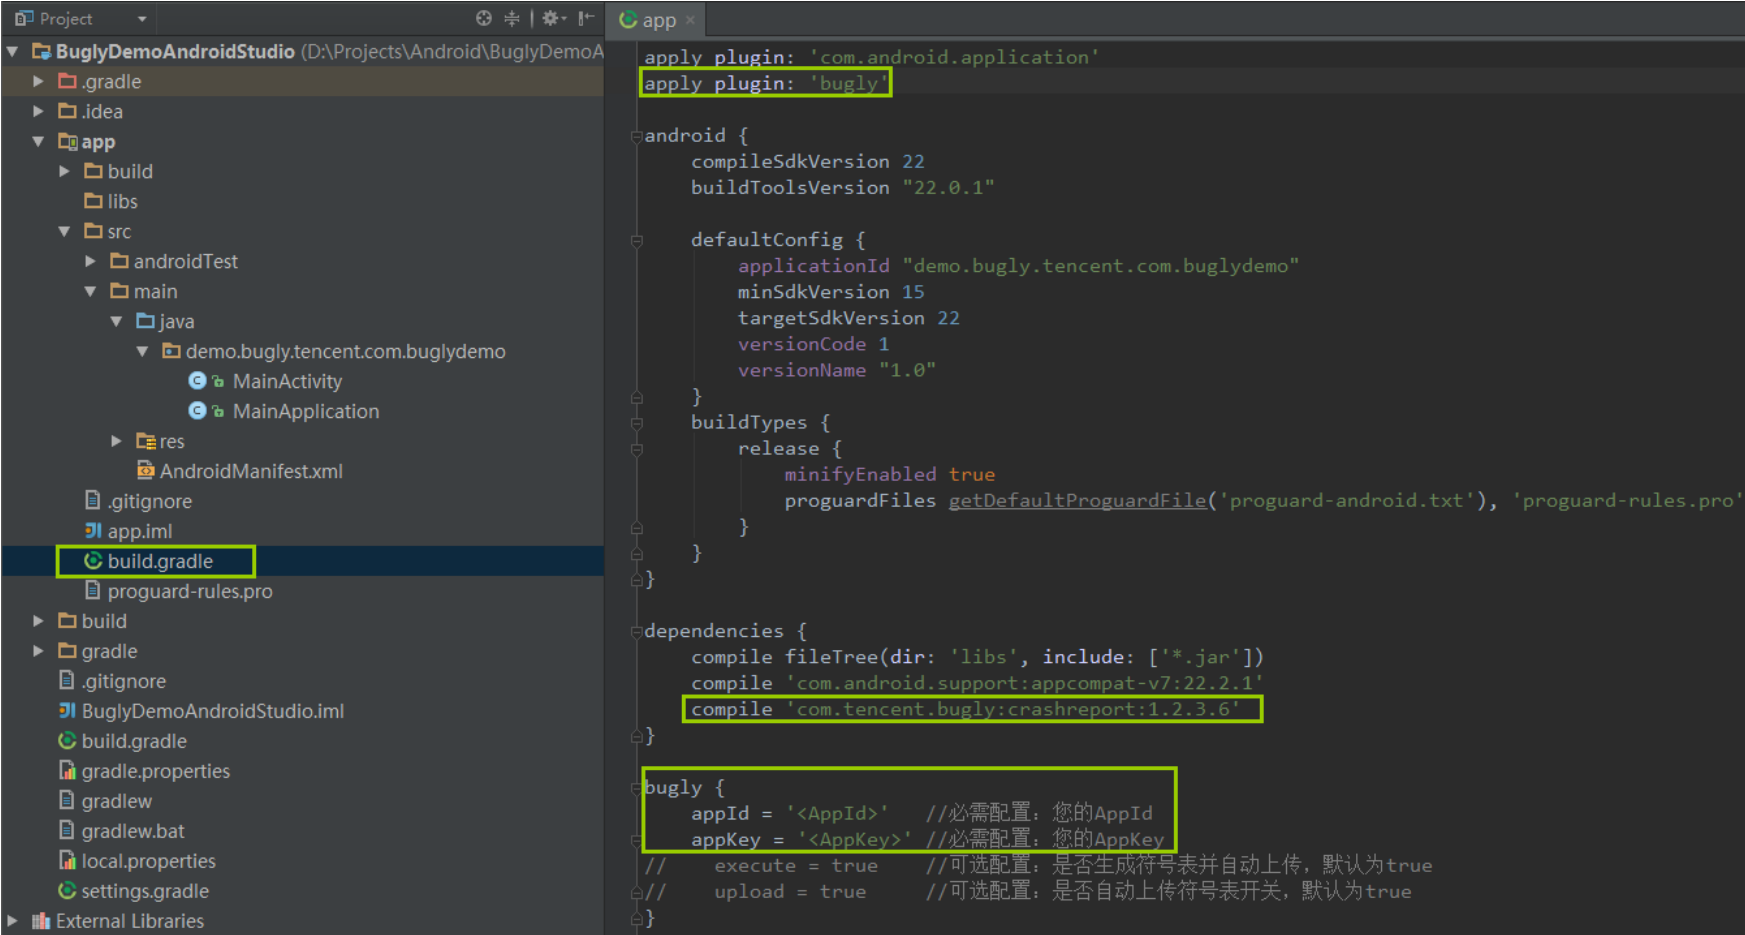 Project
BuglyDemoAndroidStudio (D:\Projects\Android\BuglyDemoA
.gradle
.idea
app
build
libs
src
androidTest
main
java
demo.bugly.tencent.com.buglydemo
MainActivity
MainApplication
res
AndroidManifest.xml
.gitignore
app.iml
build.gradle
proguard-rules.pro
build
gradle
.gitignore
BuglyDemoAndroidStudio.iml
build.gradle
gradle.properties
gradlew
gradlew.bat
local.properties
settings.gradle
External Libraries
app
apply plugin: 'com.android.application'
apply plugin: 'bugly'
android {
compileSdkVersion 22
buildToolsVersion "22.0.1"
defaultConfig {
applicationId "demo.bugly.tencent.com.buglydemo"
minSdkVersion 15
targetSdkVersion 22
versionCode 1
versionName "1.0"
}
buildTypes {
release {
minifyEnabled true
proguardFiles getDefaultProguardFile('proguard-android.txt'), 'proguard-rules.pro'
}
}
}
dependencies {
compile fileTree(dir: 'libs', include: ['*.jar'])
compile 'com.android.support:appcompat-v7:22.2.1'
compile 'com.tencent.bugly:crashreport:1.2.3.6'
}
bugly {
appId = '<AppId>' //必需配置：您的AppId
appKey = '<AppKey>' //必需配置：您的AppKey
// execute = true //可选配置：是否生成符号表并自动上传，默认为true
// upload = true //可选配置：是否自动上传符号表开关，默认为true
}